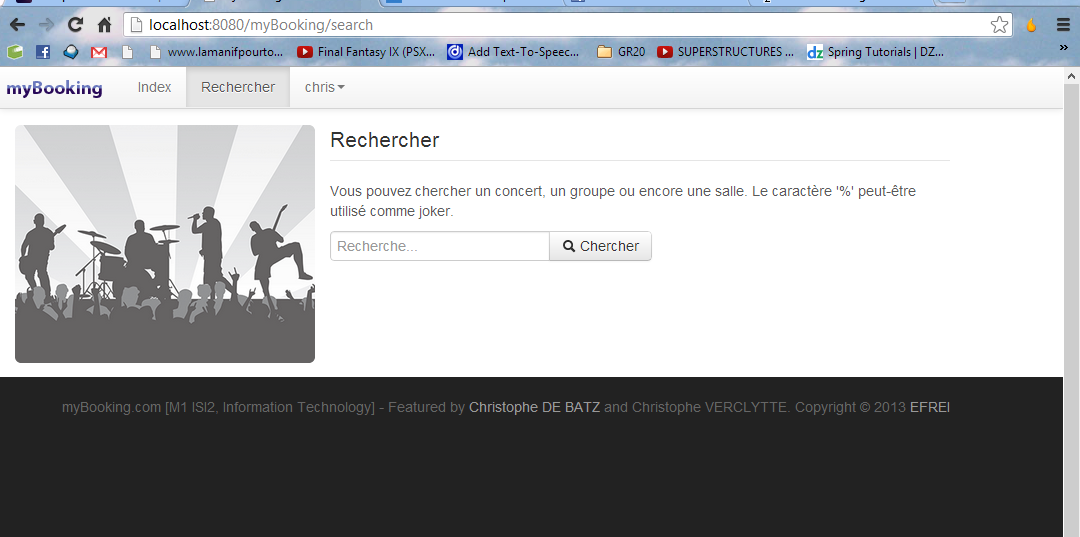 localhost:8080/myBooking/search
www.lamanifpourto... Final Fantasy IX (PSX... Add Text-To-Speec... GR20 SUPERSTRUCTURES ... Spring Tutorials | DZ... »
myBooking Index Rechercher chris
Rechercher
Vous pouvez chercher un concert, un groupe ou encore une salle. Le caractère '%' peut-être
utilisé comme joker.
Recherche... Chercher
myBooking.com [M1 ISI2, Information Technology] - Featured by Christophe DE BATZ and Christophe VERCLYTTE. Copyright © 2013 EFREI